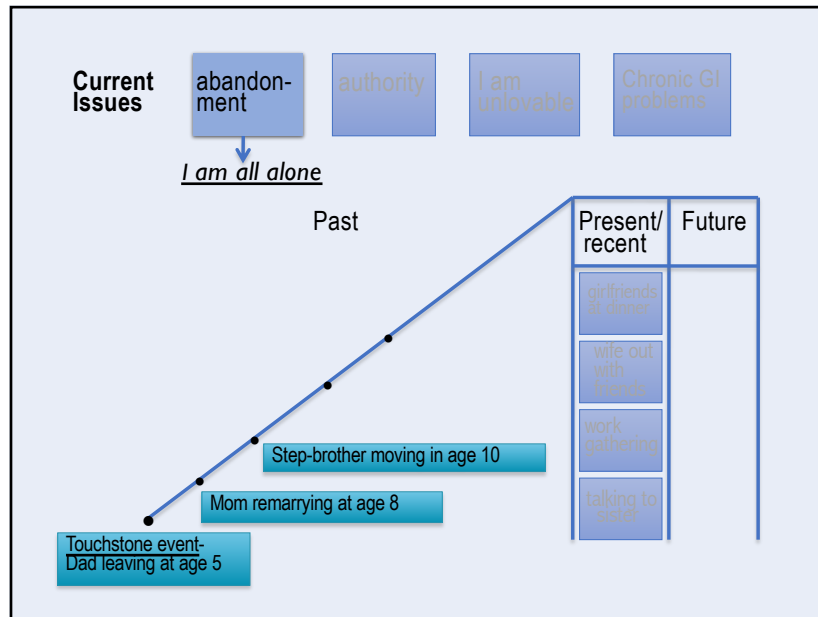 Current
Issues
abandon-
ment
authority
I am
unlovable
Chronic GI
problems
I am all alone
Past
Present/
recent
Future
girlfriends
at dinner
wife out
with
friends
work
gathering
talking to
Step-brother moving in age 10
Mom remarrying at age 8
Touchstone event-
Dad leaving at age 5